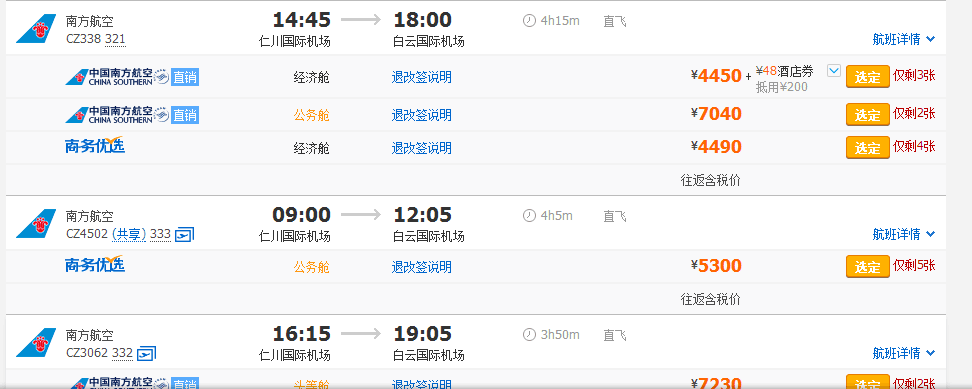 南方航空 14:45 18:00 4h15m 直飞
CZ338 321 仁川国际机场 白云国际机场 航班详情
中国南方航空 CHINA SOUTHERN 直销 经济舱 退改签说明 ¥4450 + ¥48酒店券 抵用¥200 选定 仅剩3张
中国南方航空 CHINA SOUTHERN 直销 公务舱 退改签说明 ¥7040 选定 仅剩2张
商务优选 经济舱 退改签说明 ¥4490 选定 仅剩4张
往返含税价
南方航空 09:00 12:05 4h5m 直飞
CZ4502 (共享) 333 仁川国际机场 白云国际机场 航班详情
商务优选 公务舱 退改签说明 ¥5300 选定 仅剩5张
往返含税价
南方航空 16:15 19:05 3h50m 直飞
CZ3062 332 仁川国际机场 白云国际机场 航班详情
中国南方航空 直销 头等舱 退改签说明 ¥7230 选定 仅剩2张